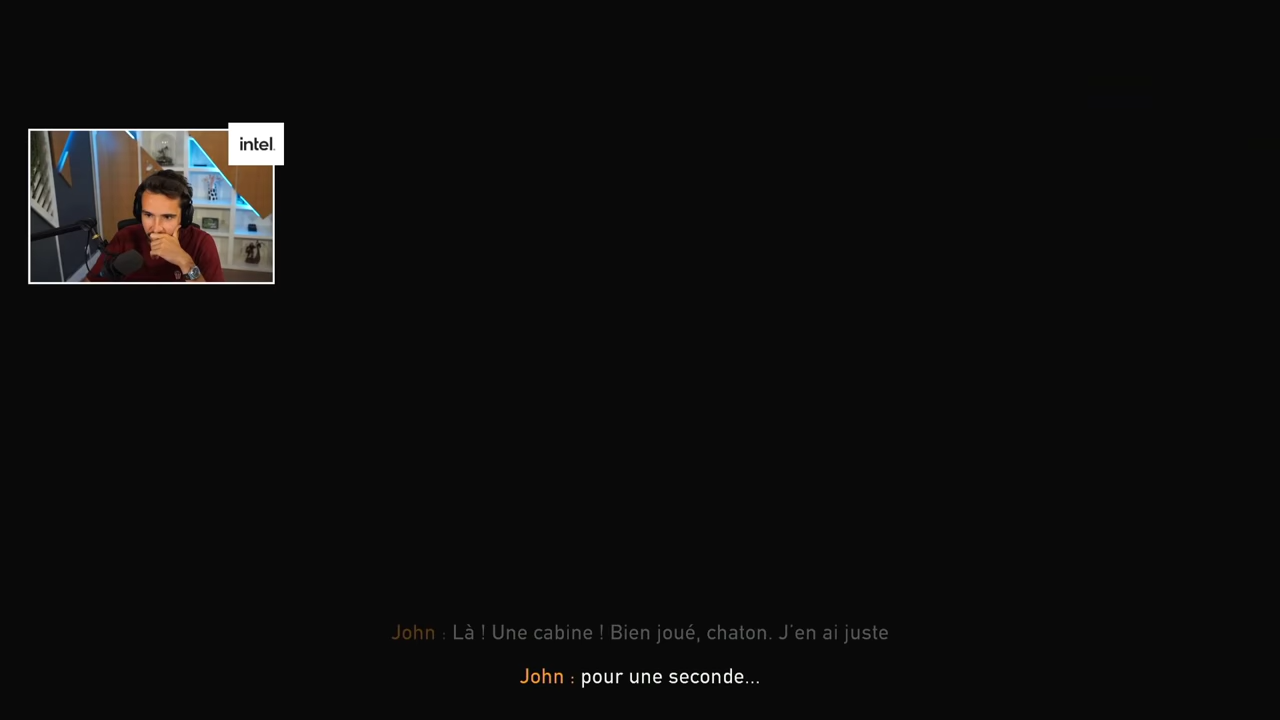 intel.
John : Là ! Une cabine ! Bien joué, chaton. J'en ai juste
John : pour une seconde...